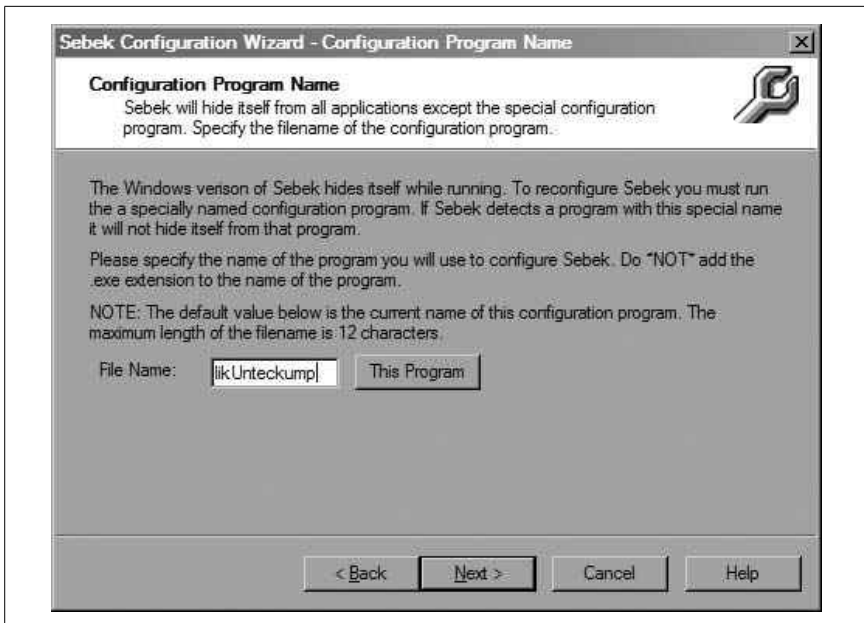 Sebek Configuration Wizard - Configuration Program Name
Configuration Program Name
Sebek will hide itself from all applications except the special configuration
program. Specify the filename of the configuration program.
The Windows verison of Sebek hides itself while running. To reconfigure Sebek you must run
the a specially named configuration program. If Sebek detects a program with this special name
it will not hide itself from that program.
Please specify the name of the program you will use to configure Sebek. Do "NOT" add the
.exe extension to the name of the program.
NOTE: The default value below is the current name of this configuration program. The
maximum length of the filename is 12 characters.
File Name: likUnteckump This Program
< Back Next > Cancel Help